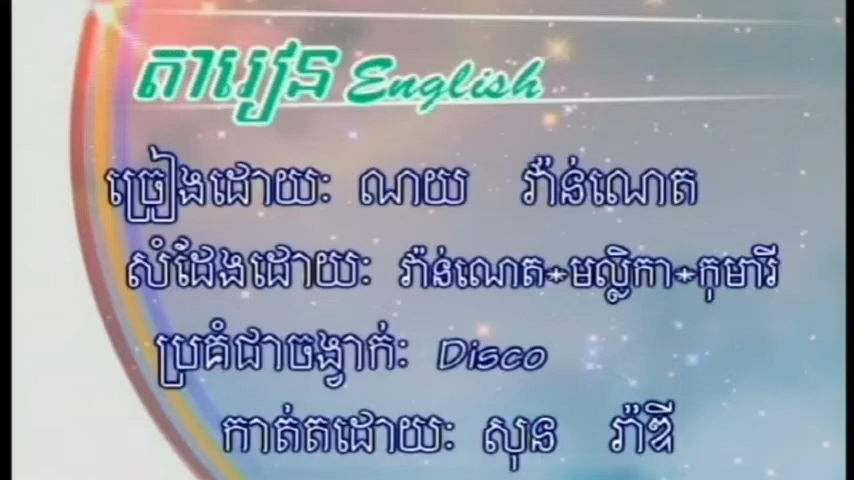 តារៀន English
ច្រៀងដោយៈ ណយ វ៉ាន់ណេត
សំដែងដោយៈ វ៉ាន់ណេត+មល្លិកា+កុមារី
ប្រគំជាចង្វាក់ៈ Disco
កាត់តដោយៈ សុន រ៉ាឌី